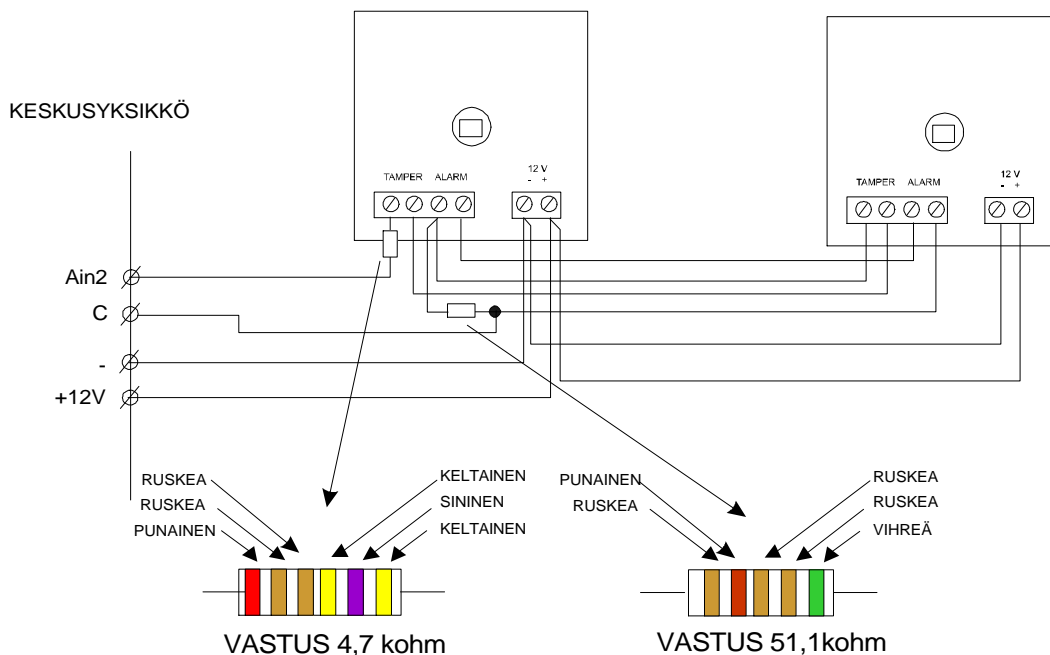 KESKUSYKSIKKÖ
TAMPER ALARM
12 V
- +
TAMPER ALARM
12 V
- +
Ain2
C
-
+12V
RUSKEA
RUSKEA
PUNAINEN
KELTAINEN
SININEN
KELTAINEN
PUNAINEN
RUSKEA
RUSKEA
RUSKEA
VIHREÄ
VASTUS 4,7 kohm
VASTUS 51,1kohm